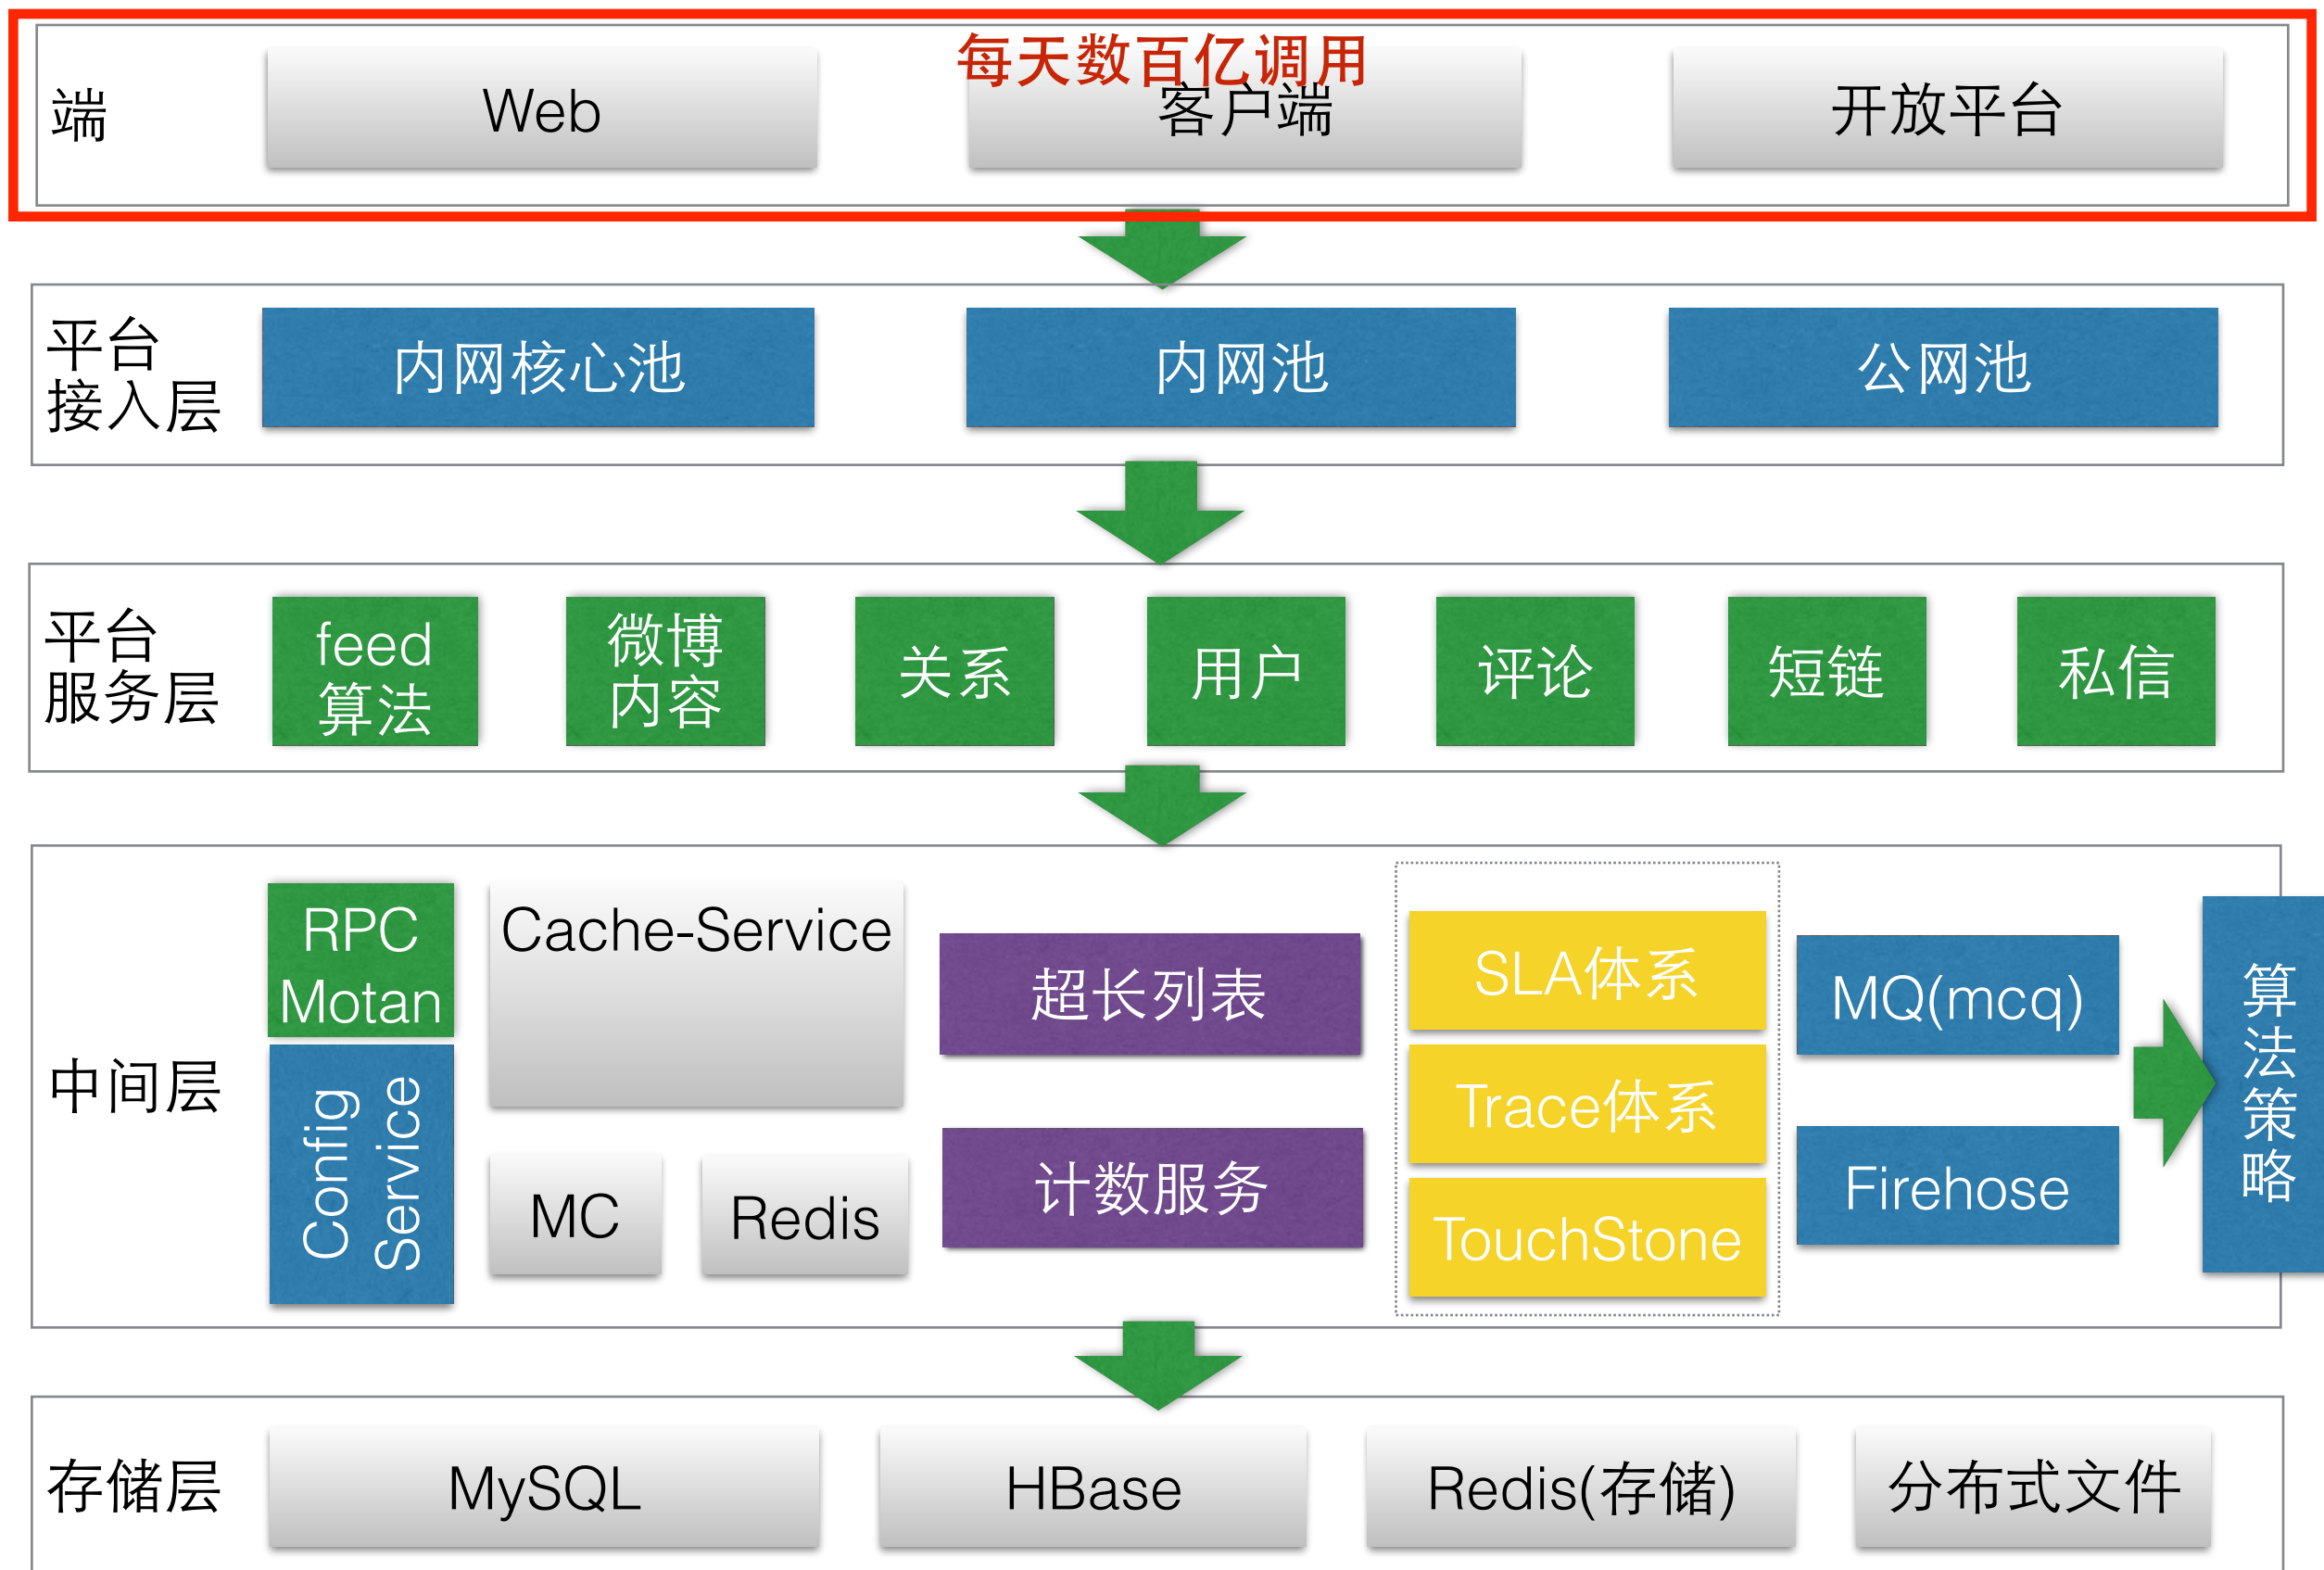 每天数百亿调用
端
Web
客户端
开放平台
平台
接入层
内网核心池
内网池
公网池
平台
服务层
feed
算法
微博
内容
关系
用户
评论
短链
私信
中间层
RPC
Motan
Config
Service
Cache-Service
MC
Redis
超长列表
计数服务
SLA体系
Trace体系
TouchStone
MQ(mcq)
Firehose
算法策略
存储层
MySQL
HBase
Redis(存储)
分布式文件